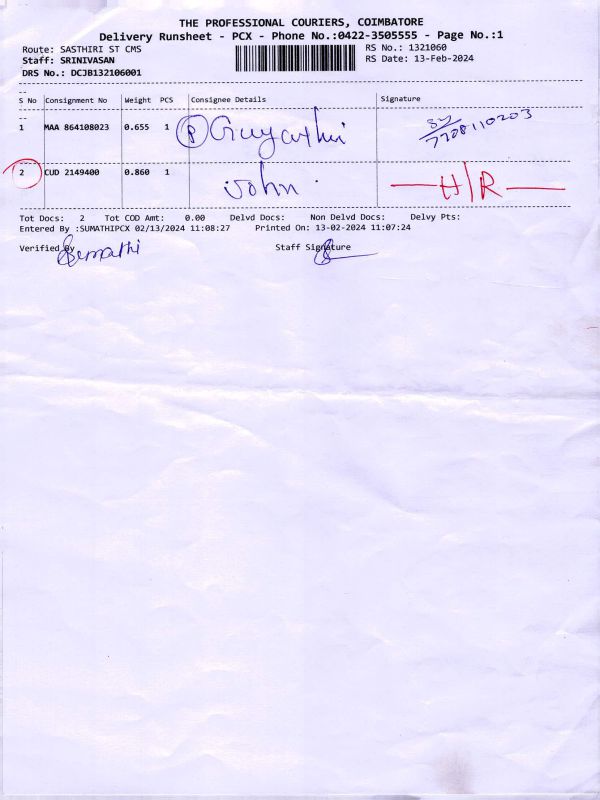 THE PROFESSIONAL COURIERS, COIMBATORE
Delivery Runsheet - PCX - Phone No.:0422-3505555 - Page No.:1
Route: SASTHIRI ST CMS RS No.: 1321060
Staff: SRINIVASAN RS Date: 13-Feb-2024
DRS No.: DCJB132106001
S No Consignment No Weight PCS Consignee Details Signature
1 MAA 864108023 0.655 1 P Gayathri 7708110203
2 CUD 2149400 0.860 1 John. H/R
Tot Docs: 2 Tot COD Amt: 0.00 Delvd Docs: Non Delvd Docs: Delvy Pts:
Entered By :SUMATHIPCX 02/13/2024 11:08:27 Printed On: 13-02-2024 11:07:24
Verified By Sumathi Staff Signature